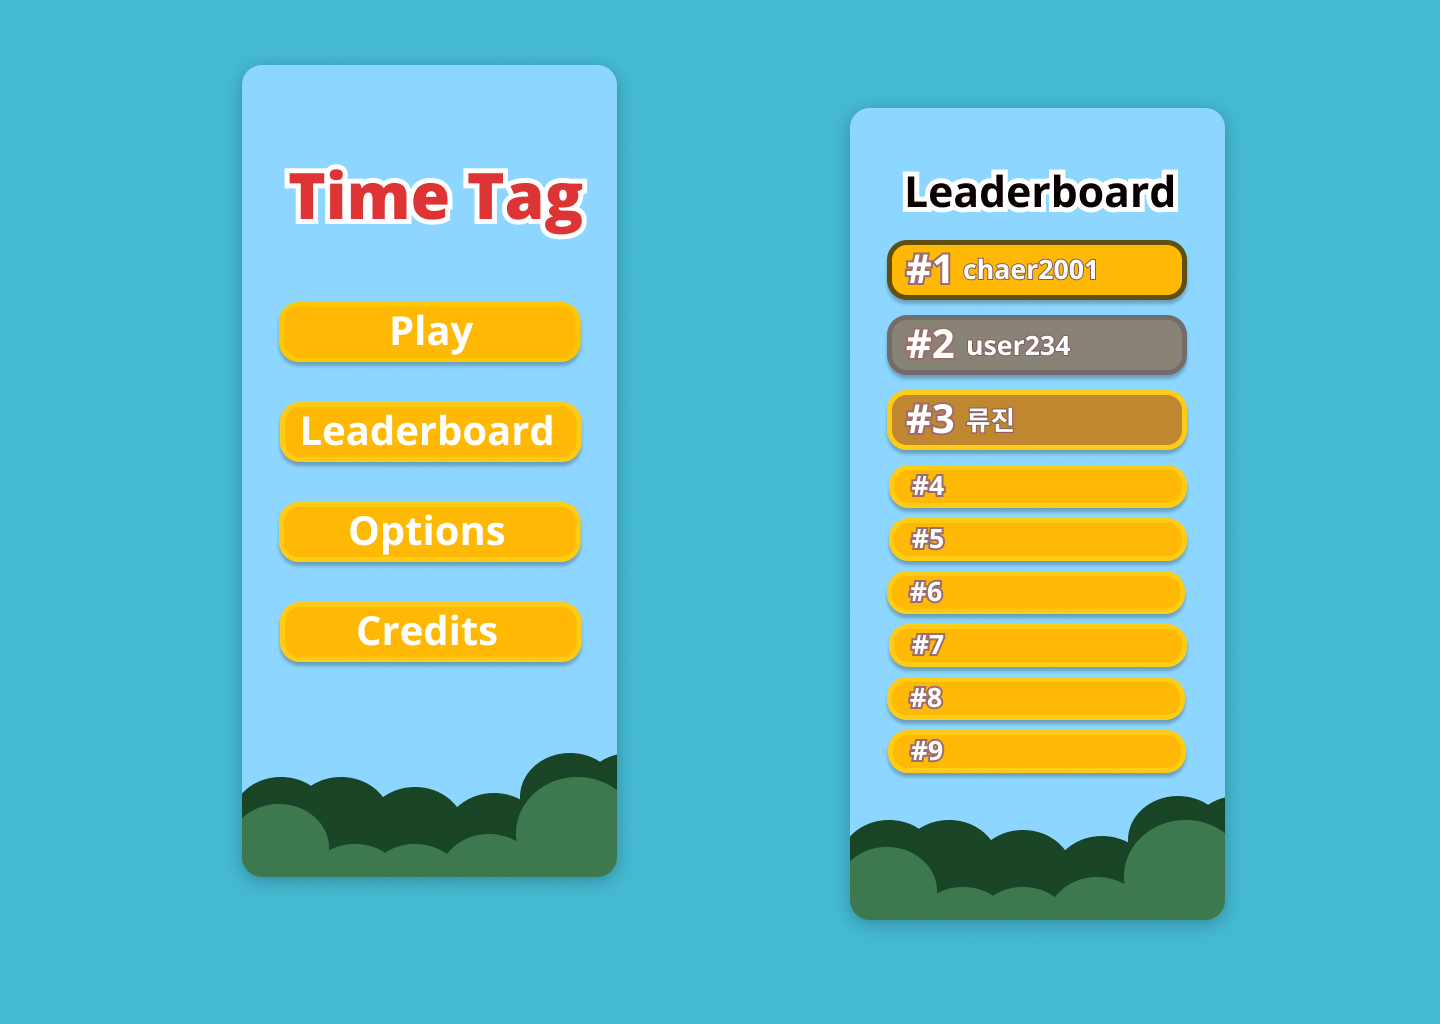 Time Tag
Play
Leaderboard
Options
Credits
Leaderboard
#1 chaer2001
#2 user234
#3 류진
#4
#5
#6
#7
#8
#9